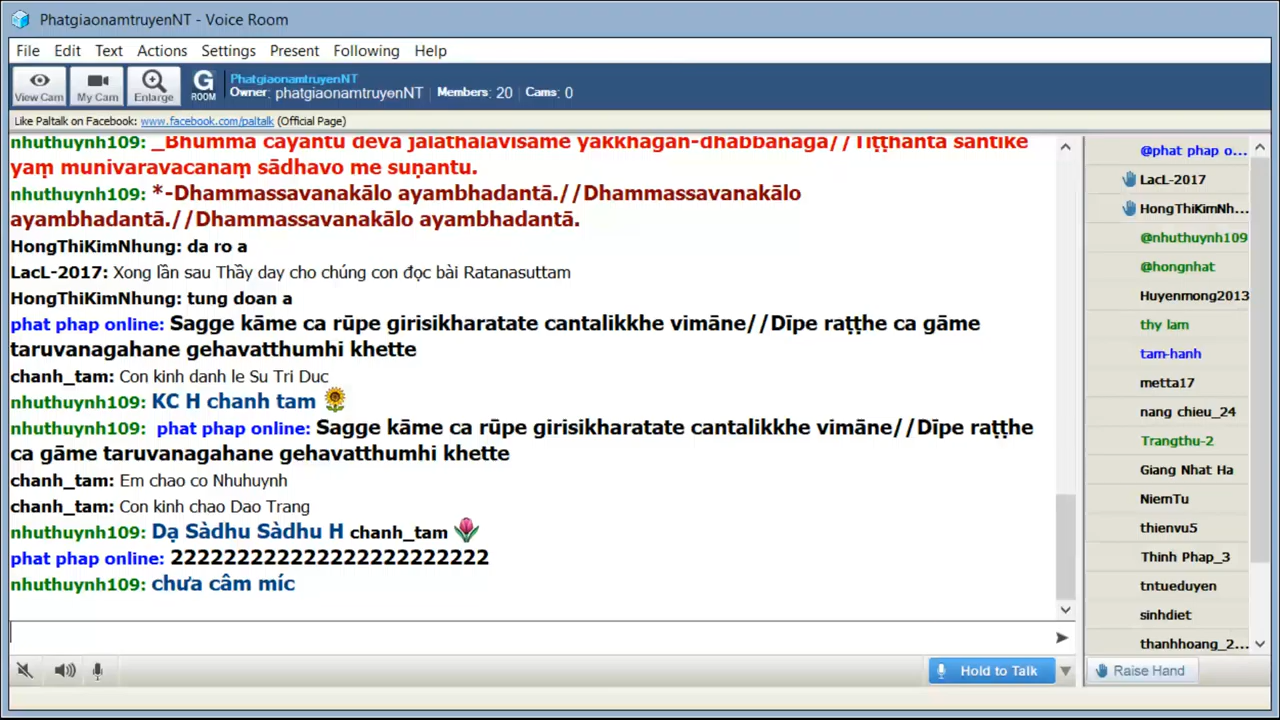 PhatgiaonamtruyenNT - Voice Room
File Edit Text Actions Settings Present Following Help
View Cam My Cam Enlarge G ROOM PhatgiaonamtruyenNT
Owner: phatgiaonamtruyenNT Members: 20 Cams: 0
Like Paltalk on Facebook: www.facebook.com/paltalk (Official Page)
nhuthuynh109: _Bhummā cāyantu devā jalathalavisame yakkhagan-dhabbanāgā//Tiṭṭhantā santike
yaṃ munivaravacanaṃ sādhavo me suṇantu.
nhuthuynh109: *-Dhammassavanakālo ayambhadantā.//Dhammassavanakālo
ayambhadantā.//Dhammassavanakālo ayambhadantā.
HongThiKimNhung: da ro a
LacL-2017: Xong lần sau Thầy day cho chúng con đọc bài Ratanasuttam
HongThiKimNhung: tung doan a
phat phap online: Sagge kāme ca rūpe girisikharatate cantalikkhe vimāne//Dīpe raṭṭhe ca gāme
taruvanagahane gehavatthumhi khette
chanh_tam: Con kinh danh le Su Tri Duc
nhuthuynh109: KC H chanh tam
nhuthuynh109: phat phap online: Sagge kāme ca rūpe girisikharatate cantalikkhe vimāne//Dīpe raṭṭhe
ca gāme taruvanagahane gehavatthumhi khette
chanh_tam: Em chao co Nhuhuynh
chanh_tam: Con kinh chao Dao Trang
nhuthuynh109: Dạ Sàdhu Sàdhu H chanh_tam
phat phap online: 222222222222222222222222
nhuthuynh109: chưa câm míc
@phat phap o...
LacL-2017
HongThiKimNh...
@nhuthuynh109
@hongnhat
Huyenmong2013
thy lam
tam-hanh
metta17
nang chieu_24
Trangthu-2
Giang Nhat Ha
NiemTu
thienvu5
Thinh Phap_3
tntueduyen
sinhdiet
thanhhoang_2...
Hold to Talk Raise Hand